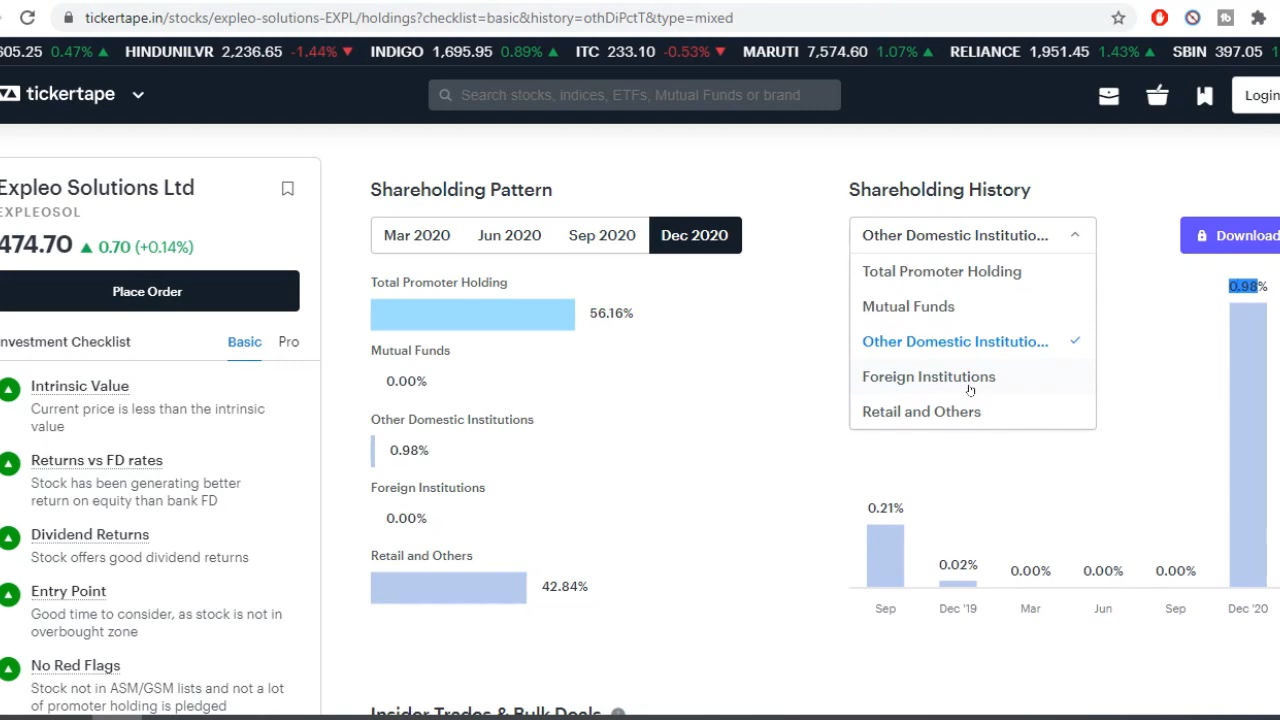 tickertape.in/stocks/expleo-solutions-EXPL/holdings?checklist=basic&history=othDiPctT&type=mixed
605.25 0.47% ▲ HINDUNILVR 2,236.65 -1.44% ▼ INDIGO 1,695.95 0.89% ▲ ITC 233.10 -0.53% ▼ MARUTI 7,574.60 1.07% ▲ RELIANCE 1,951.45 1.43% ▲ SBIN 397.05
tickertape
Search stocks, indices, ETFs, Mutual Funds or brand
Login
Expleo Solutions Ltd
EXPLEOSOL
474.70 ▲ 0.70 (+0.14%)
Place Order
nvestment Checklist Basic Pro
Intrinsic Value
Current price is less than the intrinsic
value
Returns vs FD rates
Stock has been generating better
return on equity than bank FD
Dividend Returns
Stock offers good dividend returns
Entry Point
Good time to consider, as stock is not in
overbought zone
No Red Flags
Stock not in ASM/GSM lists and not a lot
of promoter holding is pledged
Shareholding Pattern
Mar 2020 Jun 2020 Sep 2020 Dec 2020
Total Promoter Holding
56.16%
Mutual Funds
0.00%
Other Domestic Institutions
0.98%
Foreign Institutions
0.00%
Retail and Others
42.84%
Shareholding History
Other Domestic Institutio...
Download
Total Promoter Holding
Mutual Funds
Other Domestic Institutio...
Foreign Institutions
Retail and Others
0.98%
0.21%
0.02%
0.00%
0.00%
0.00%
Sep Dec '19 Mar Jun Sep Dec '20
Insider Trades & Bulk Deals